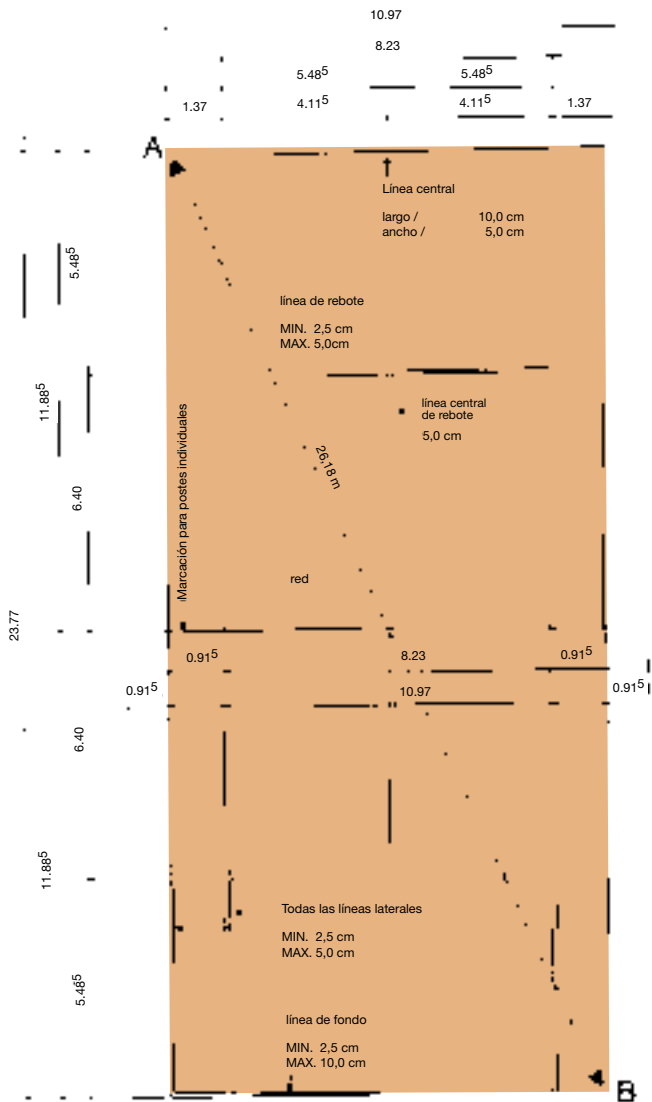 10.97
8.23
5.48⁵ 5.48⁵
1.37 4.11⁵ 4.11⁵ 1.37
A
Línea central
largo / 10,0 cm
ancho / 5,0 cm
5.48⁵
línea de rebote
MIN. 2,5 cm
MAX. 5,0cm
11.88⁵
línea central
de rebote
5,0 cm
Marcación para postes individuales
26,18 m
6.40
red
23.77
0.91⁵ 8.23 0.91⁵
0.91⁵ 10.97 0.91⁵
6.40
11.88⁵
Todas las líneas laterales
MIN. 2,5 cm
MAX. 5,0 cm
5.48⁵
línea de fondo
MIN. 2,5 cm
MAX. 10,0 cm
B